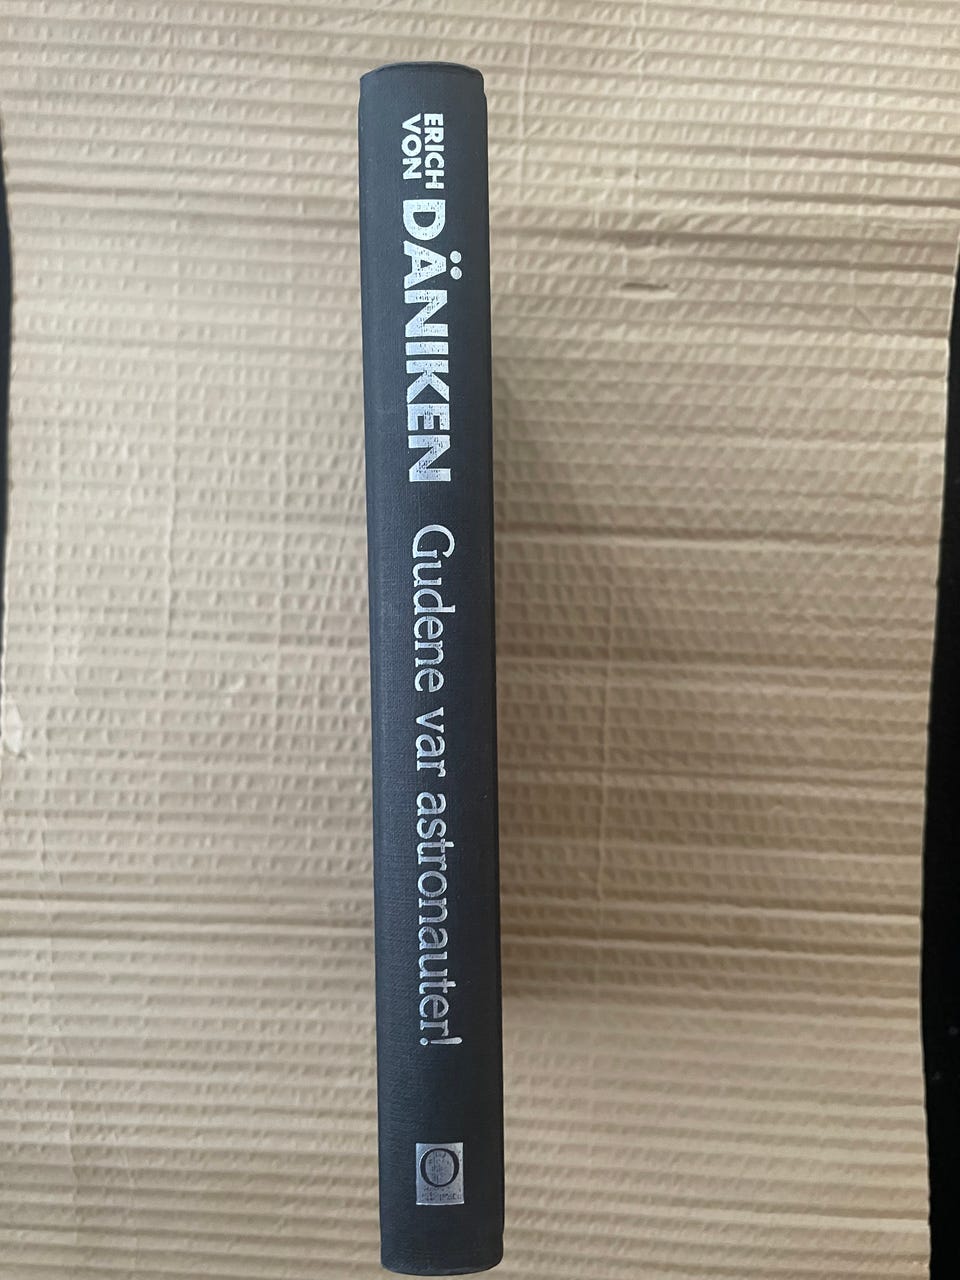 ERICH
VON
DÄNIKEN
Gudene var astronauter!
O